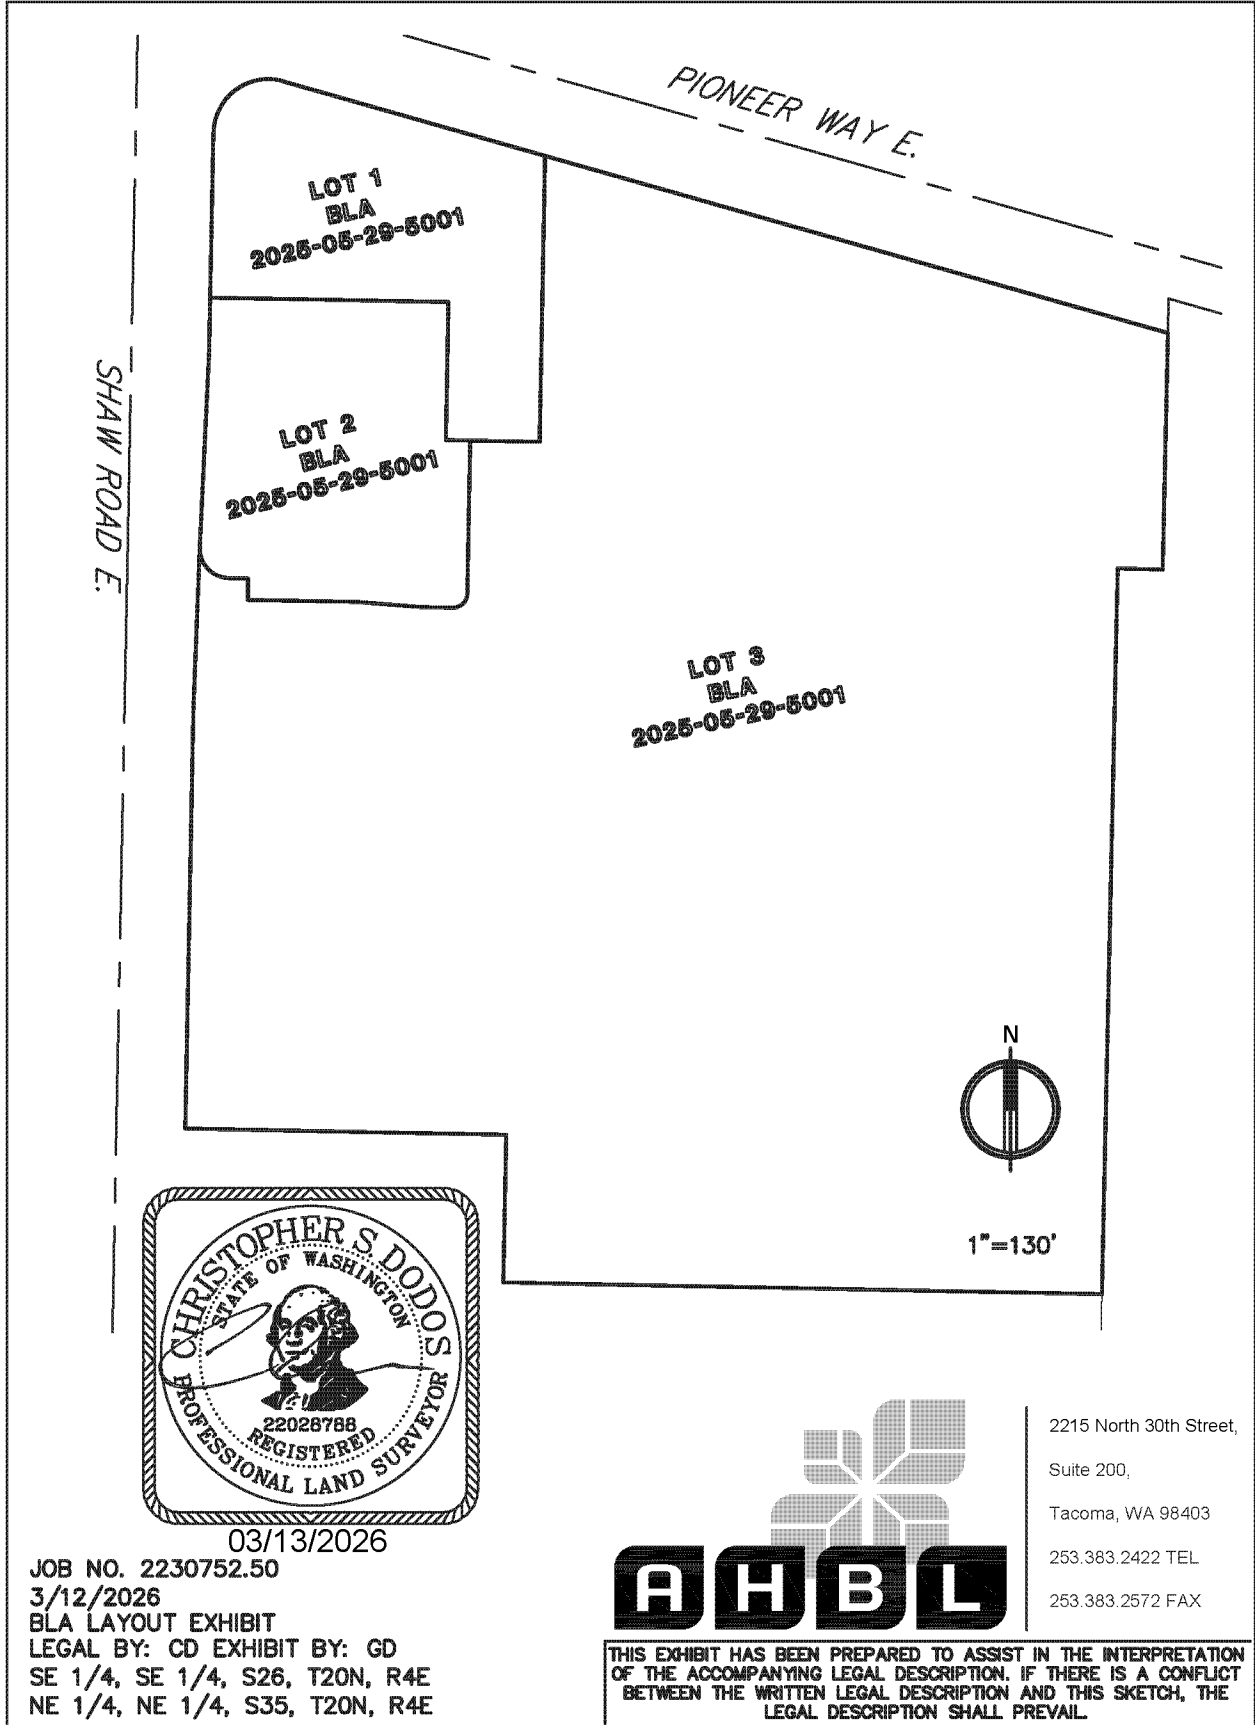 PIONEER WAY E.
LOT 1
BLA
2025-05-29-5001
SHAW ROAD E.
LOT 2
BLA
2025-05-29-5001
LOT 3
BLA
2025-05-29-5001
N
1"=130'
CHRISTOPHER S. DODOS
STATE OF WASHINGTON
22028788
REGISTERED
PROFESSIONAL LAND SURVEYOR
03/13/2026
JOB NO. 2230752.50
3/12/2026
BLA LAYOUT EXHIBIT
LEGAL BY: CD EXHIBIT BY: GD
SE 1/4, SE 1/4, S26, T20N, R4E
NE 1/4, NE 1/4, S35, T20N, R4E
AHBL
2215 North 30th Street,
Suite 200,
Tacoma, WA 98403
253.383.2422 TEL
253.383.2572 FAX
THIS EXHIBIT HAS BEEN PREPARED TO ASSIST IN THE INTERPRETATION
OF THE ACCOMPANYING LEGAL DESCRIPTION. IF THERE IS A CONFLICT
BETWEEN THE WRITTEN LEGAL DESCRIPTION AND THIS SKETCH, THE
LEGAL DESCRIPTION SHALL PREVAIL.